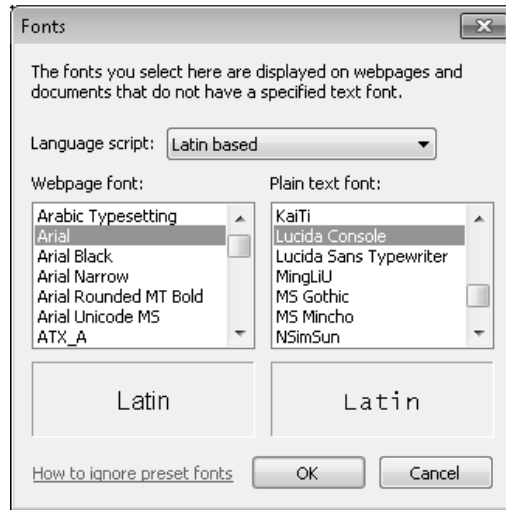 Fonts
The fonts you select here are displayed on webpages and
documents that do not have a specified text font.
Language script: Latin based
Webpage font:
Arabic Typesetting
Arial
Arial Black
Arial Narrow
Arial Rounded MT Bold
Arial Unicode MS
ATX_A
Latin
Plain text font:
KaiTi
Lucida Console
Lucida Sans Typewriter
MingLiU
MS Gothic
MS Mincho
NSimSun
Latin
How to ignore preset fonts
OK
Cancel